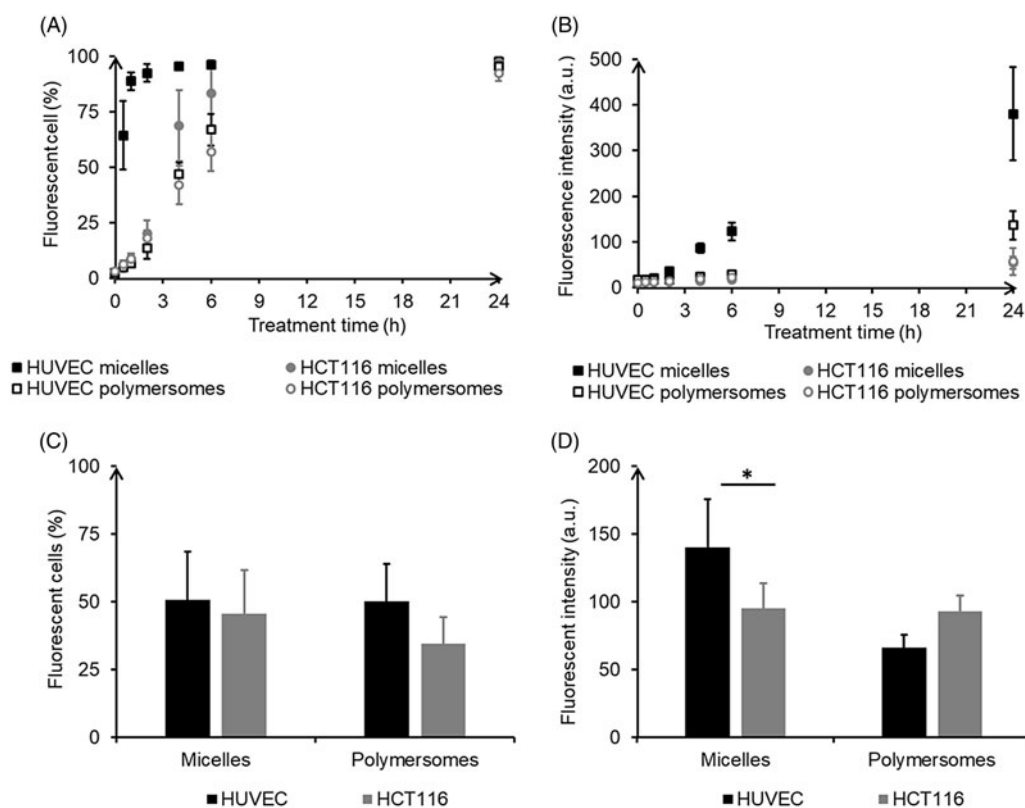 (A)
100
75
50
25
0
Fluorescent cell (%)
0 3 6 9 12 15 18 21 24
Treatment time (h)
HUVEC micelles HCT116 micelles
HUVEC polymersomes HCT116 polymersomes
(B)
500
400
300
200
100
0
Fluorescence intensity (a.u.)
0 3 6 9 12 15 18 21 24
Treatment time (h)
HUVEC micelles HCT116 micelles
HUVEC polymersomes HCT116 polymersomes
(C)
100
75
50
25
0
Fluorescent cells (%)
Micelles Polymersomes
HUVEC HCT116
(D)
200
150
100
50
0
Fluorescent intensity (a.u.)
*
Micelles Polymersomes
HUVEC HCT116